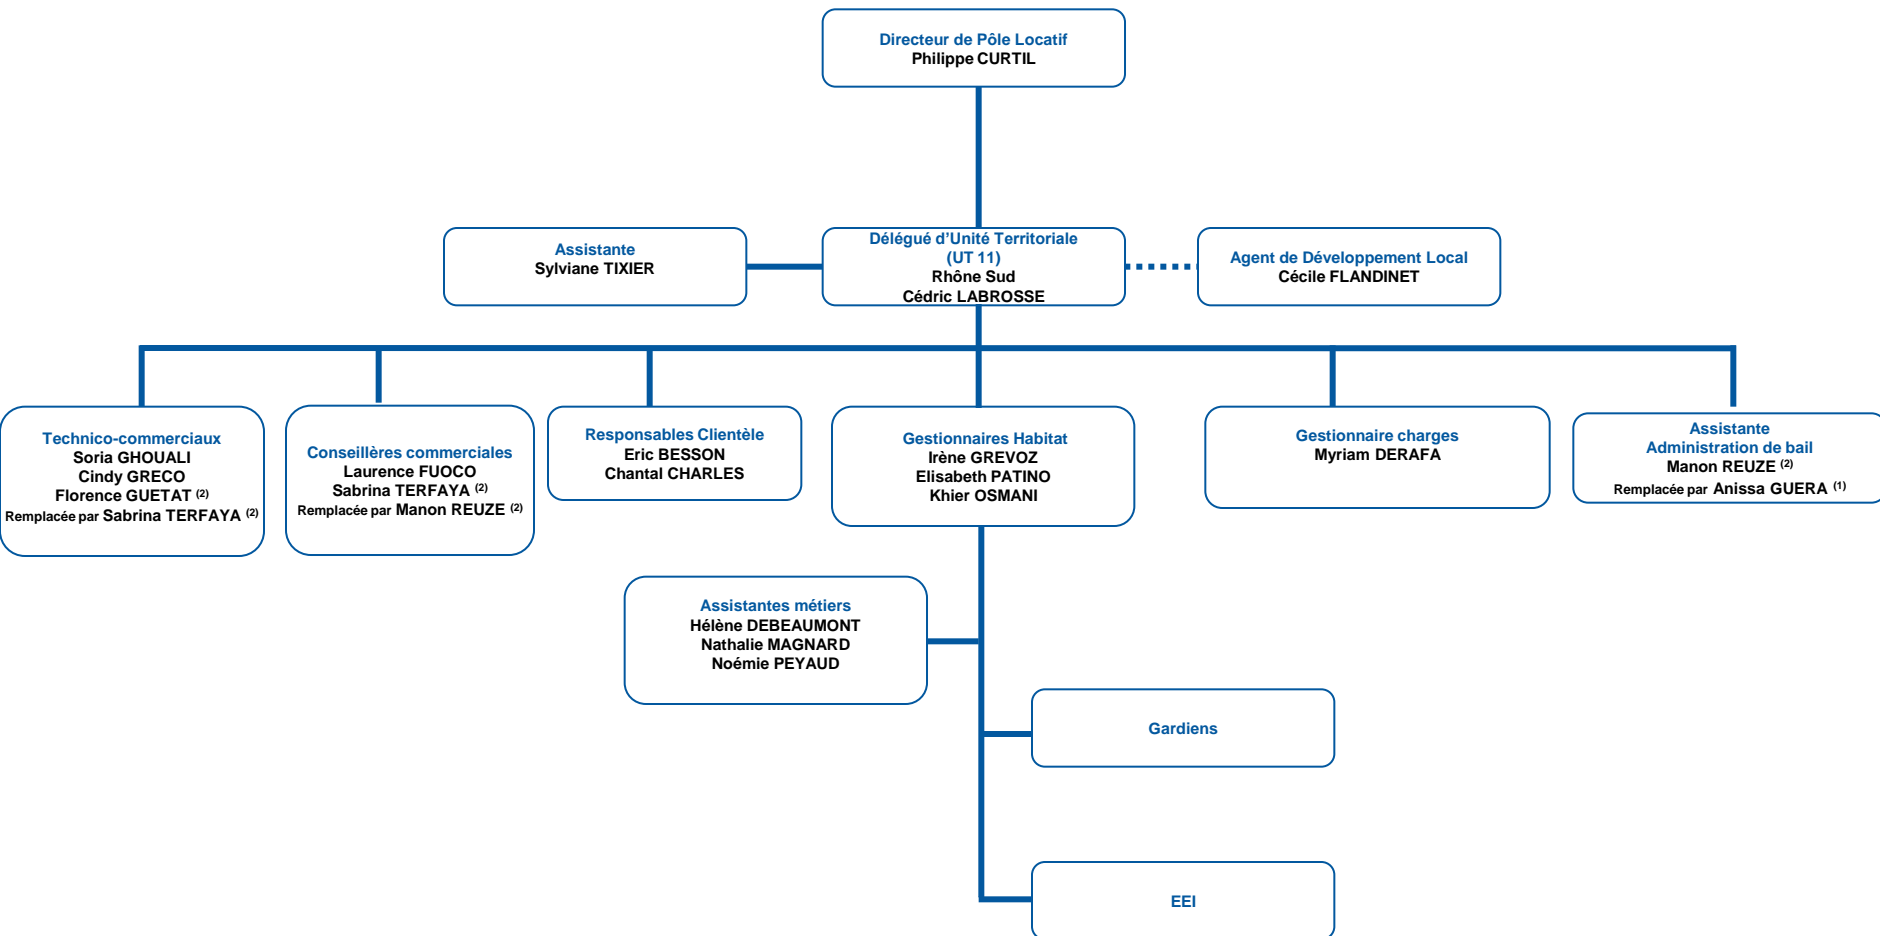 Directeur de Pôle Locatif
Philippe CURTIL
Assistante
Sylviane TIXIER
Délégué d’Unité Territoriale
(UT 11)
Rhône Sud
Cédric LABROSSE
Agent de Développement Local
Cécile FLANDINET
Technico-commerciaux
Soria GHOUALI
Cindy GRECO
Florence GUETAT (2)
Remplacée par Sabrina TERFAYA (2)
Conseillères commerciales
Laurence FUOCO
Sabrina TERFAYA (2)
Remplacée par Manon REUZE (2)
Responsables Clientèle
Eric BESSON
Chantal CHARLES
Gestionnaires Habitat
Irène GREVOZ
Elisabeth PATINO
Khier OSMANI
Gestionnaire charges
Myriam DERAFA
Assistante
Administration de bail
Manon REUZE (2)
Remplacée par Anissa GUERA (1)
Assistantes métiers
Hélène DEBEAUMONT
Nathalie MAGNARD
Noémie PEYAUD
Gardiens
EEI